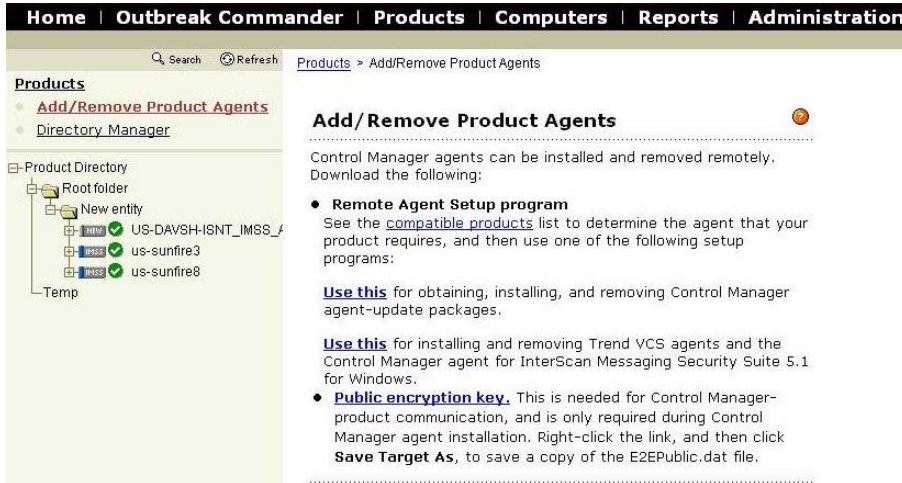 Home | Outbreak Commander | Products | Computers | Reports | Administration
Search Refresh
Products > Add/Remove Product Agents
Products
Add/Remove Product Agents
Directory Manager
Product Directory
Root folder
New entity
NEW US-DAVSH-ISNT_IMSS_A
IMSS us-sunfire3
IMSS us-sunfire8
Temp
Add/Remove Product Agents
?
Control Manager agents can be installed and removed remotely.
Download the following:
• Remote Agent Setup program
See the compatible products list to determine the agent that your
product requires, and then use one of the following setup
programs:
Use this for obtaining, installing, and removing Control Manager
agent-update packages.
Use this for installing and removing Trend VCS agents and the
Control Manager agent for InterScan Messaging Security Suite 5.1
for Windows.
• Public encryption key. This is needed for Control Manager-
product communication, and is only required during Control
Manager agent installation. Right-click the link, and then click
Save Target As, to save a copy of the E2EPublic.dat file.